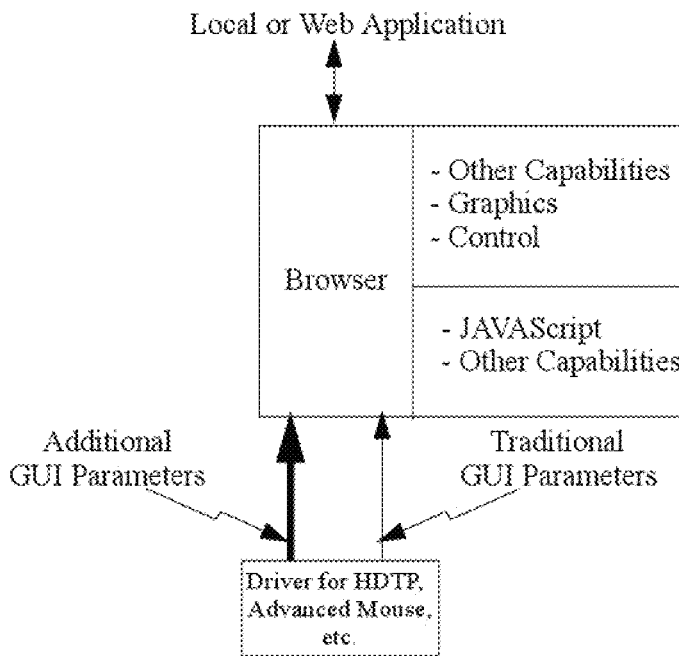 Local or Web Application
~ Other Capabilities
- Graphics
~ Control
Browser
- JAVAScript
~ Other Capabilities
Additional
GUI Parameters
Traditional
GUI Parameters
Driver for HDTP,
Advanced Mouse,
etc.